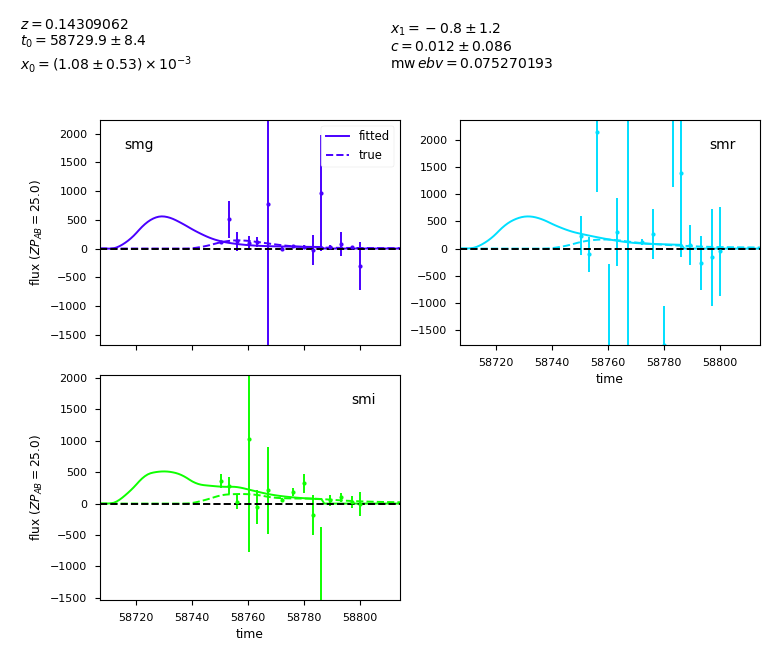 z = 0.14309062
t₀ = 58729.9 ± 8.4
x₀ = (1.08 ± 0.53) × 10⁻³
x₁ = − 0.8 ± 1.2
c = 0.012 ± 0.086
mw ebv = 0.075270193
smg
fitted
true
2000
1500
1000
500
0
−500
−1000
−1500
flux (ZP_AB = 25.0)
smr
2000
1500
1000
500
0
−500
−1000
−1500
58720 58740 58760 58780 58800
time
smi
2000
1500
1000
500
0
−500
−1000
−1500
flux (ZP_AB = 25.0)
58720 58740 58760 58780 58800
time